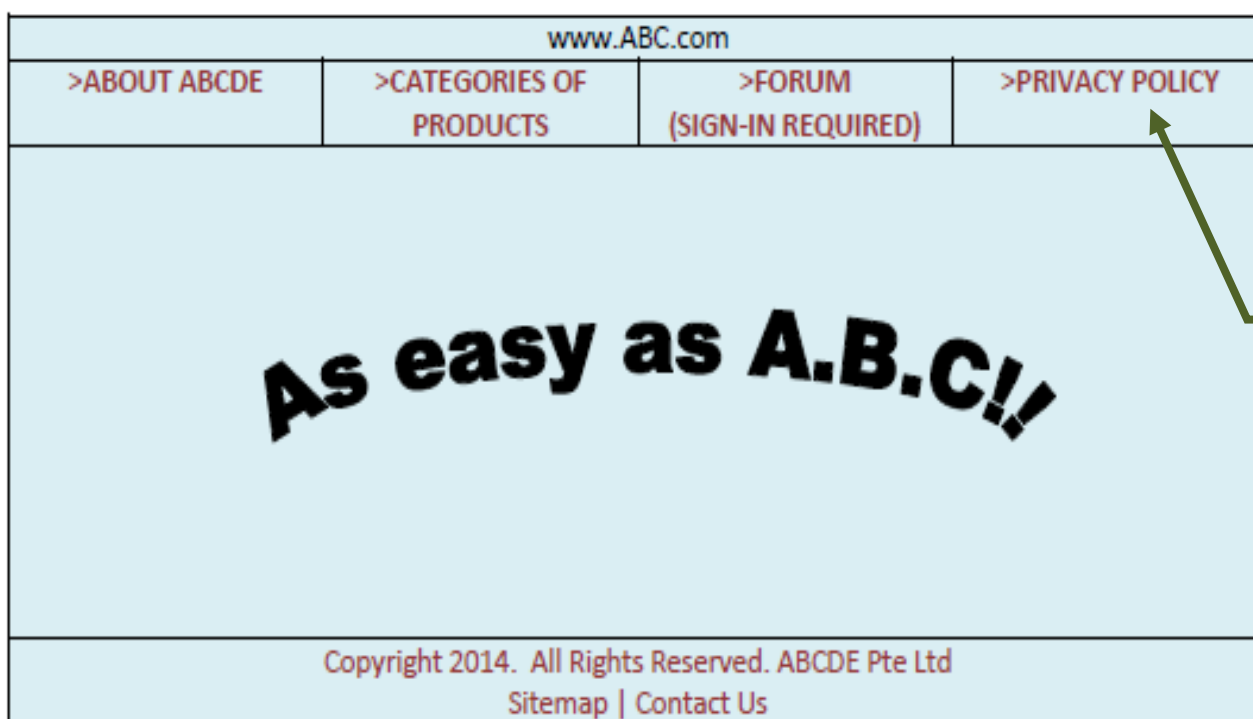 www.ABC.com
>ABOUT ABCDE
>CATEGORIES OF
PRODUCTS
>FORUM
(SIGN-IN REQUIRED)
>PRIVACY POLICY
As easy as A.B.C!!
Copyright 2014. All Rights Reserved. ABCDE Pte Ltd
Sitemap | Contact Us